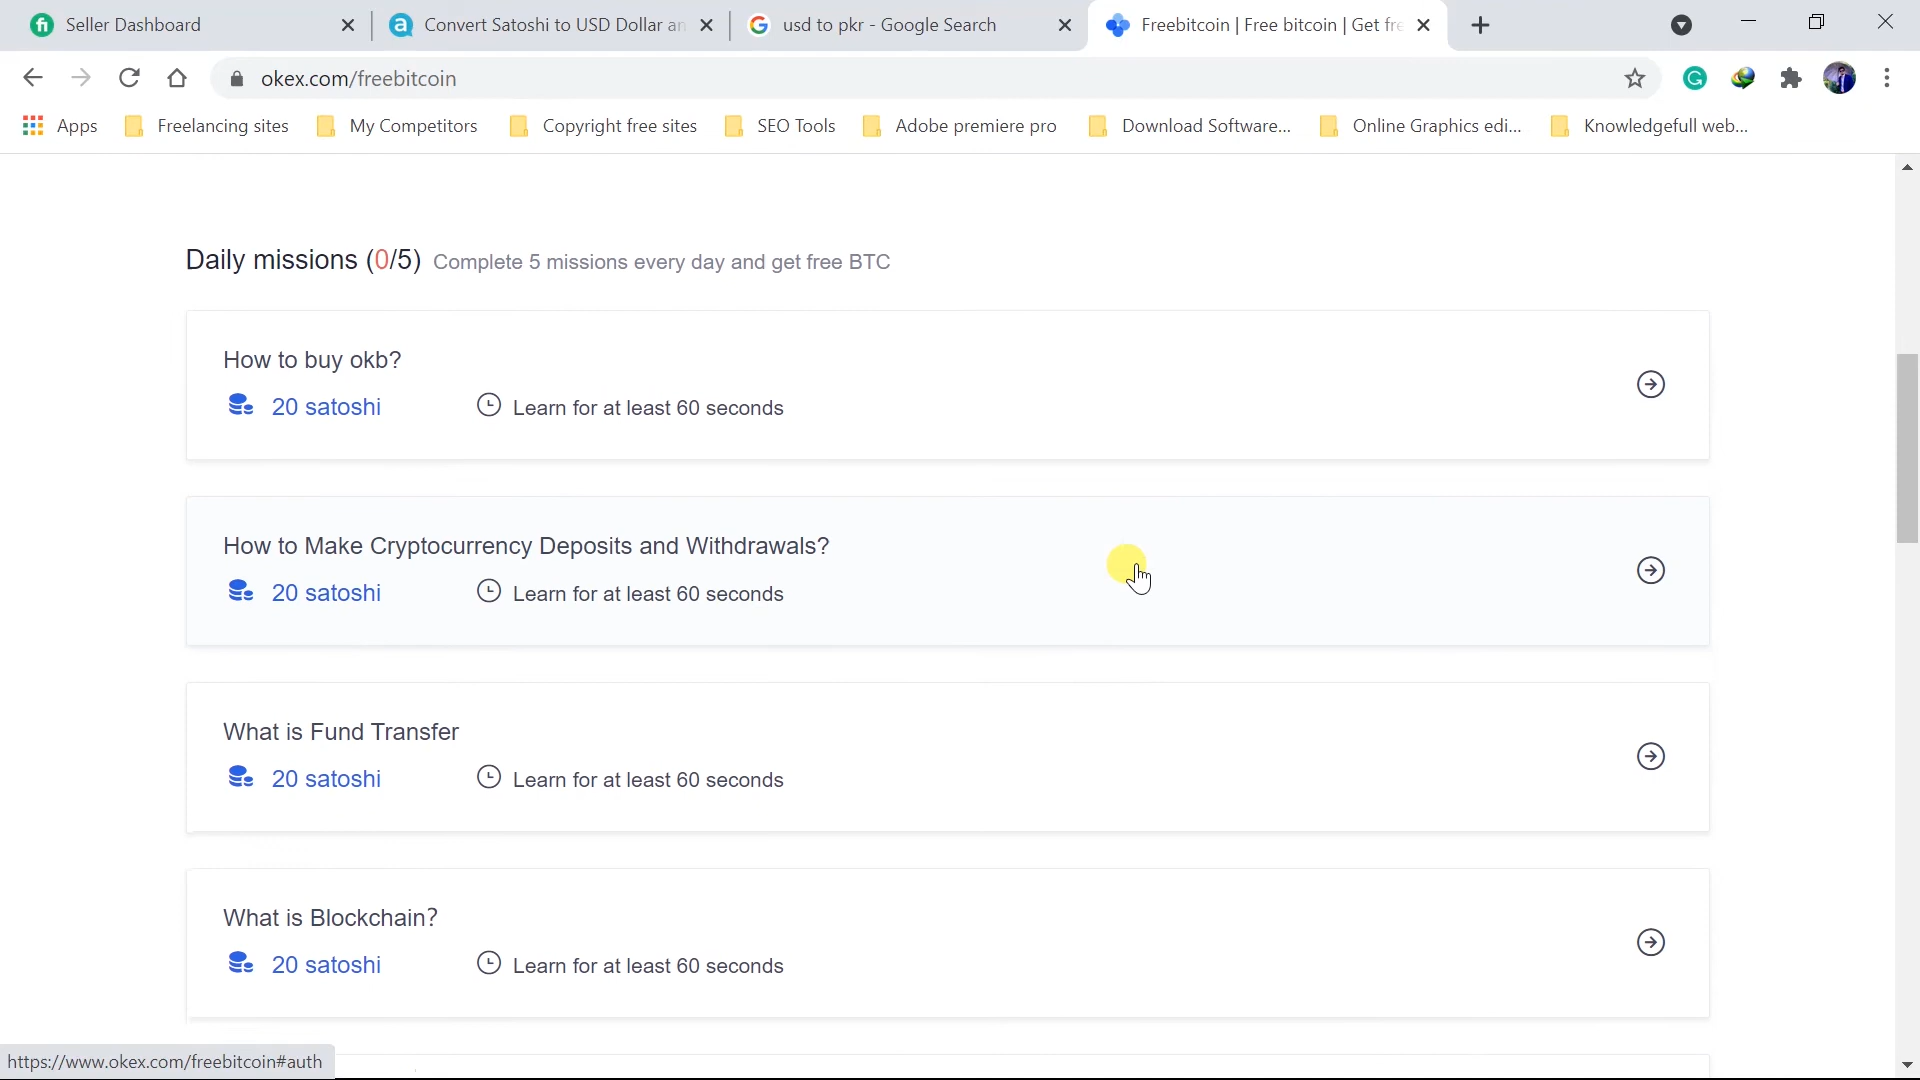 Seller Dashboard
Convert Satoshi to USD Dollar an
usd to pkr - Google Search
Freebitcoin | Free bitcoin | Get fre
okex.com/freebitcoin
Apps
Freelancing sites
My Competitors
Copyright free sites
SEO Tools
Adobe premiere pro
Download Software...
Online Graphics edi...
Knowledgefull web...
Daily missions (0/5) Complete 5 missions every day and get free BTC
How to buy okb?
20 satoshi Learn for at least 60 seconds
How to Make Cryptocurrency Deposits and Withdrawals?
20 satoshi Learn for at least 60 seconds
What is Fund Transfer
20 satoshi Learn for at least 60 seconds
What is Blockchain?
20 satoshi Learn for at least 60 seconds
https://www.okex.com/freebitcoin#auth